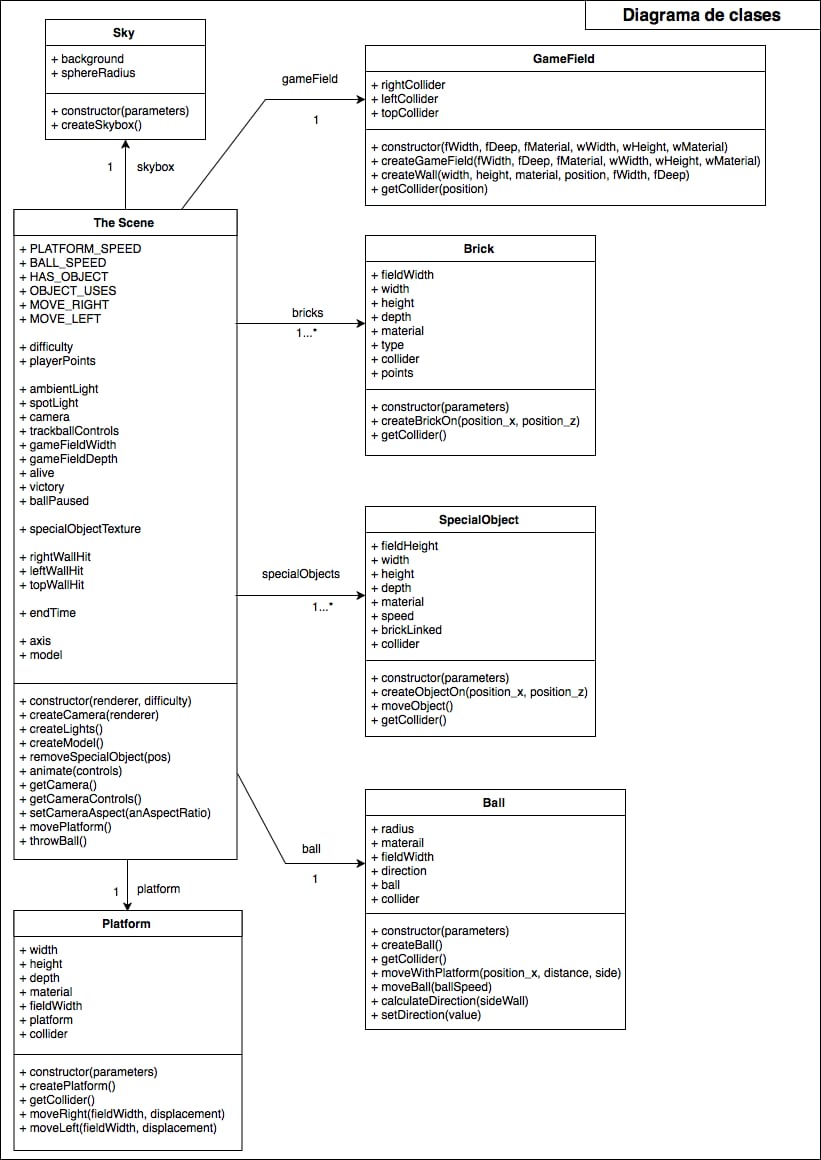 Diagrama de clases
Sky
+ background
+ sphereRadius
+ constructor(parameters)
+ createSkybox()
1
skybox
gameField
1
GameField
+ rightCollider
+ leftCollider
+ topCollider
+ constructor(fWidth, fDeep, fMaterial, wWidth, wHeight, wMaterial)
+ createGameField(fWidth, fDeep, fMaterial, wWidth, wHeight, wMaterial)
+ createWall(width, height, material, position, fWidth, fDeep)
+ getCollider(position)
The Scene
+ PLATFORM_SPEED
+ BALL_SPEED
+ HAS_OBJECT
+ OBJECT_USES
+ MOVE_RIGHT
+ MOVE_LEFT
+ difficulty
+ playerPoints
+ ambientLight
+ spotLight
+ camera
+ trackballControls
+ gameFieldWidth
+ gameFieldDepth
+ alive
+ victory
+ ballPaused
+ specialObjectTexture
+ rightWallHit
+ leftWallHit
+ topWallHit
+ endTime
+ axis
+ model
+ constructor(renderer, difficulty)
+ createCamera(renderer)
+ createLights()
+ createModel()
+ removeSpecialObject(pos)
+ animate(controls)
+ getCamera()
+ getCameraControls()
+ setCameraAspect(anAspectRatio)
+ movePlatform()
+ throwBall()
bricks
1...*
Brick
+ fieldWidth
+ width
+ height
+ depth
+ material
+ type
+ collider
+ points
+ constructor(parameters)
+ createBrickOn(position_x, position_z)
+ getCollider()
specialObjects
1...*
SpecialObject
+ fieldHeight
+ width
+ height
+ depth
+ material
+ speed
+ brickLinked
+ collider
+ constructor(parameters)
+ createObjectOn(position_x, position_z)
+ moveObject()
+ getCollider()
ball
1
Ball
+ radius
+ materail
+ fieldWidth
+ direction
+ ball
+ collider
+ constructor(parameters)
+ createBall()
+ getCollider()
+ moveWithPlatform(position_x, distance, side)
+ moveBall(ballSpeed)
+ calculateDirection(sideWall)
+ setDirection(value)
1
platform
Platform
+ width
+ height
+ depth
+ material
+ fieldWidth
+ platform
+ collider
+ constructor(parameters)
+ createPlatform()
+ getCollider()
+ moveRight(fieldWidth, displacement)
+ moveLeft(fieldWidth, displacement)